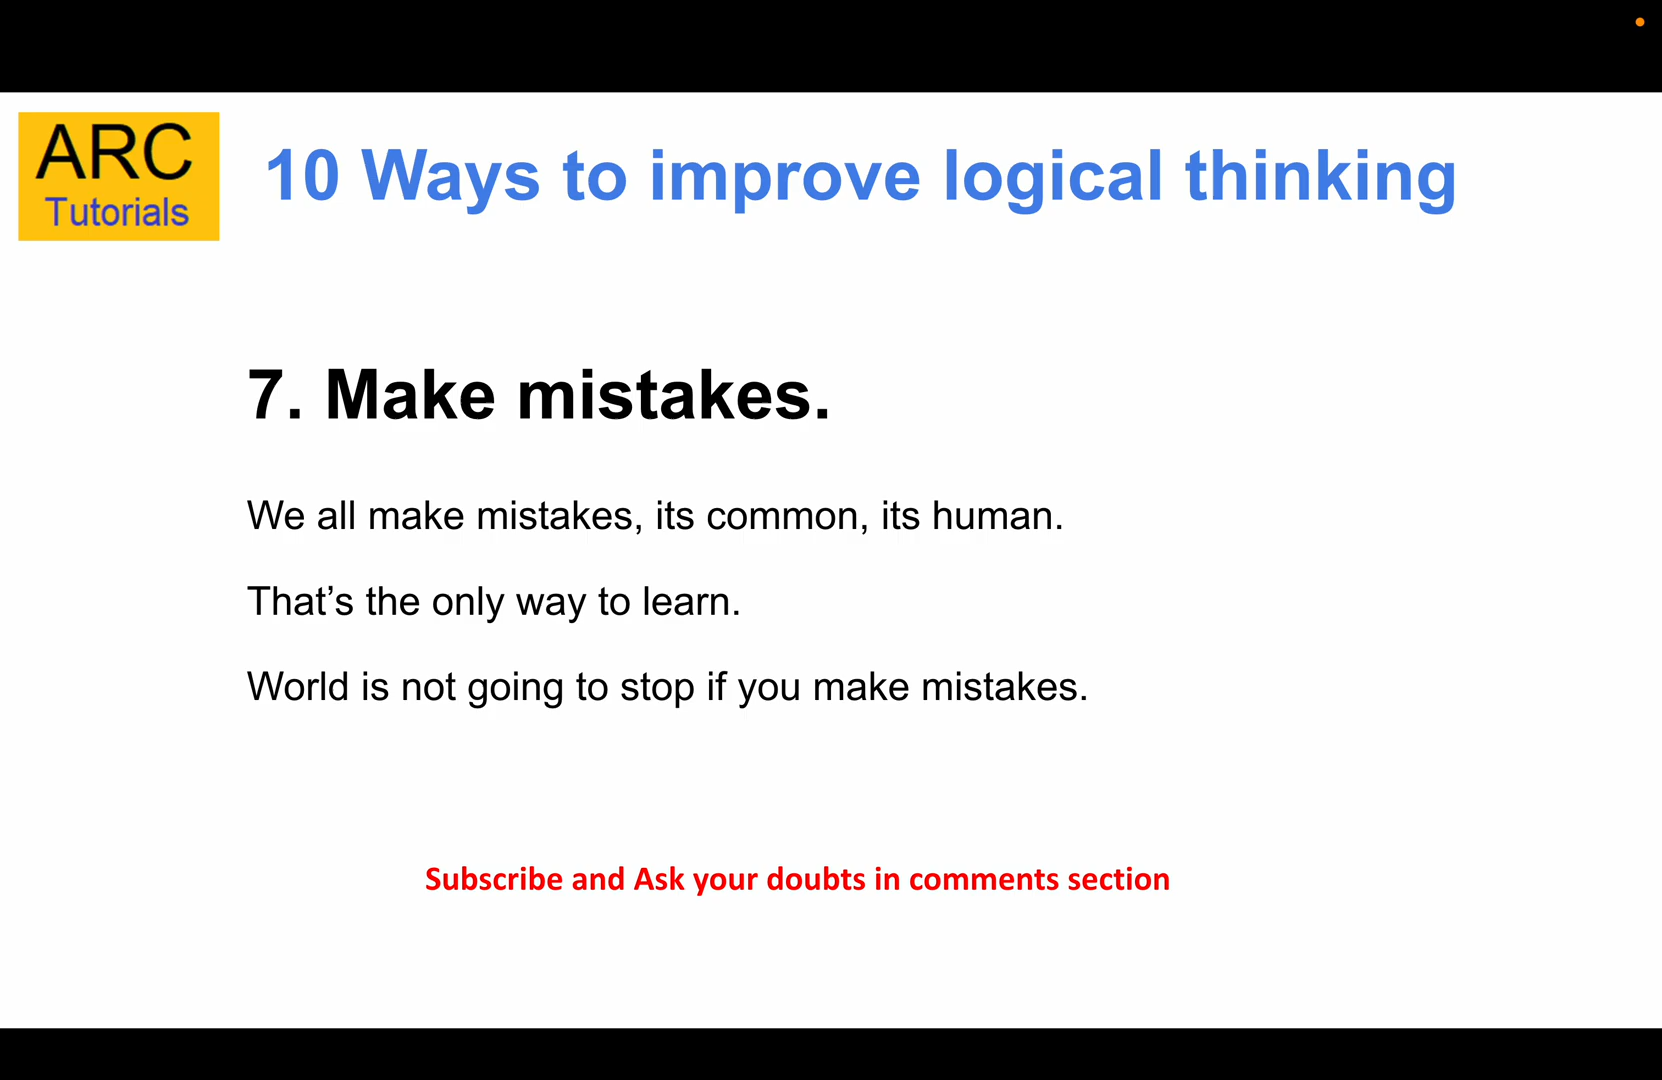 ARC
Tutorials
10 Ways to improve logical thinking
7. Make mistakes.
We all make mistakes, its common, its human.
That’s the only way to learn.
World is not going to stop if you make mistakes.
Subscribe and Ask your doubts in comments section